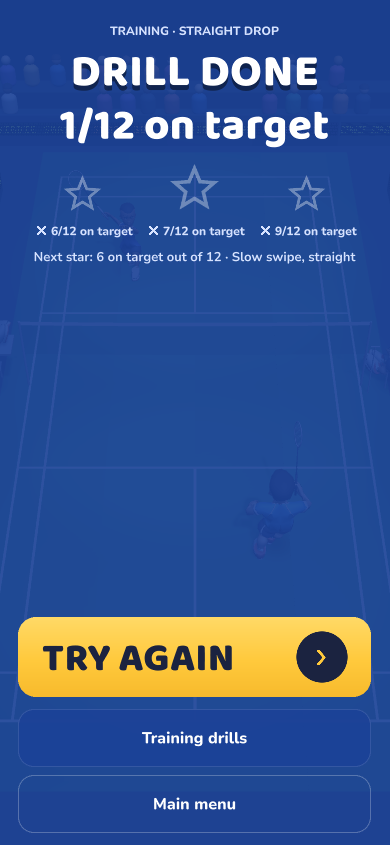 TRAINING · STRAIGHT DROP
DRILL DONE
1/12 on target
✕ 6/12 on target ✕ 7/12 on target ✕ 9/12 on target
Next star: 6 on target out of 12 · Slow swipe, straight
TRY AGAIN
Training drills
Main menu